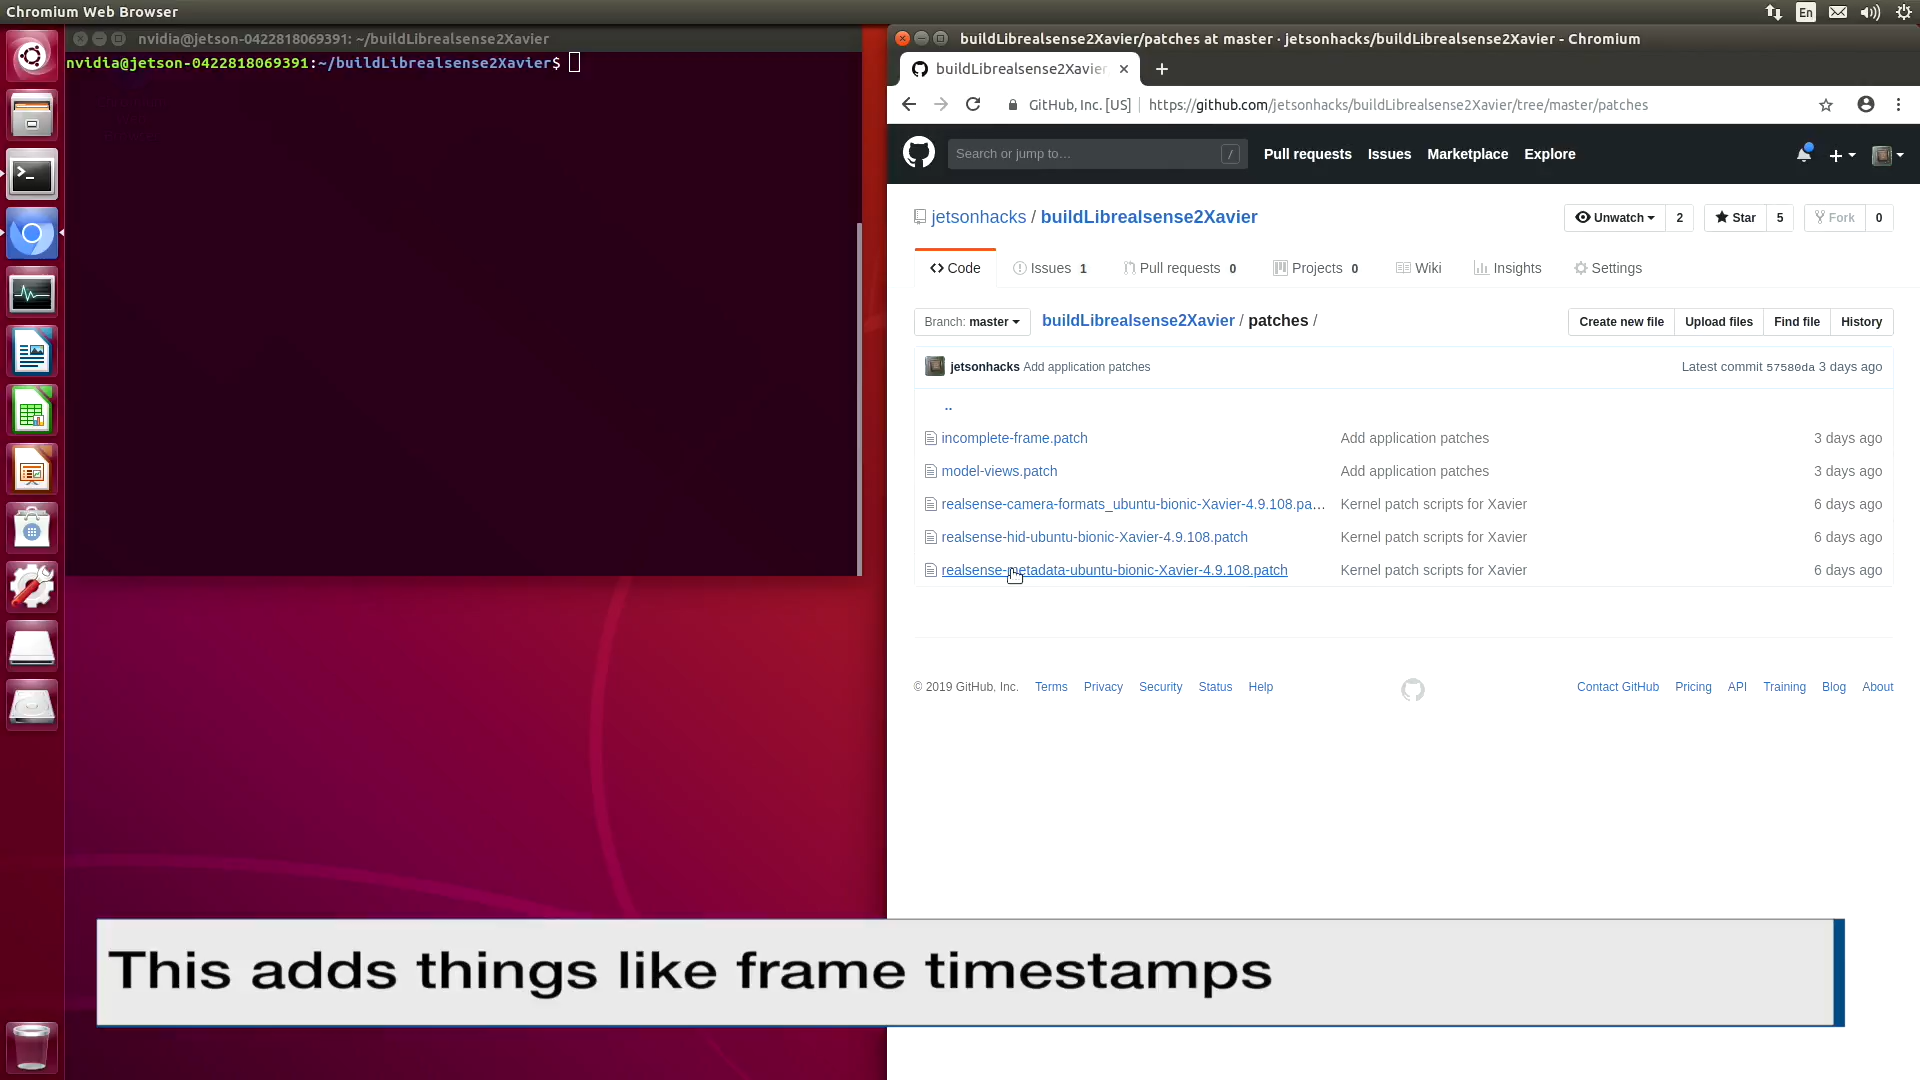 Chromium Web Browser
En
nvidia@jetson-0422818069391: ~/buildLibrealsense2Xavier
nvidia@jetson-0422818069391:~/buildLibrealsense2Xavier$
buildLibrealsense2Xavier/patches at master · jetsonhacks/buildLibrealsense2Xavier - Chromium
buildLibrealsense2Xavier
GitHub, Inc. [US] https://github.com/jetsonhacks/buildLibrealsense2Xavier/tree/master/patches
Search or jump to… / Pull requests Issues Marketplace Explore
jetsonhacks / buildLibrealsense2Xavier
Unwatch 2 Star 5 Fork 0
Code Issues 1 Pull requests 0 Projects 0 Wiki Insights Settings
Branch: master buildLibrealsense2Xavier / patches / Create new file Upload files Find file History
jetsonhacks Add application patches Latest commit 57580da 3 days ago
..
incomplete-frame.patch Add application patches 3 days ago
model-views.patch Add application patches 3 days ago
realsense-camera-formats_ubuntu-bionic-Xavier-4.9.108.pa… Kernel patch scripts for Xavier 6 days ago
realsense-hid-ubuntu-bionic-Xavier-4.9.108.patch Kernel patch scripts for Xavier 6 days ago
realsense-metadata-ubuntu-bionic-Xavier-4.9.108.patch Kernel patch scripts for Xavier 6 days ago
© 2019 GitHub, Inc. Terms Privacy Security Status Help Contact GitHub Pricing API Training Blog About
This adds things like frame timestamps